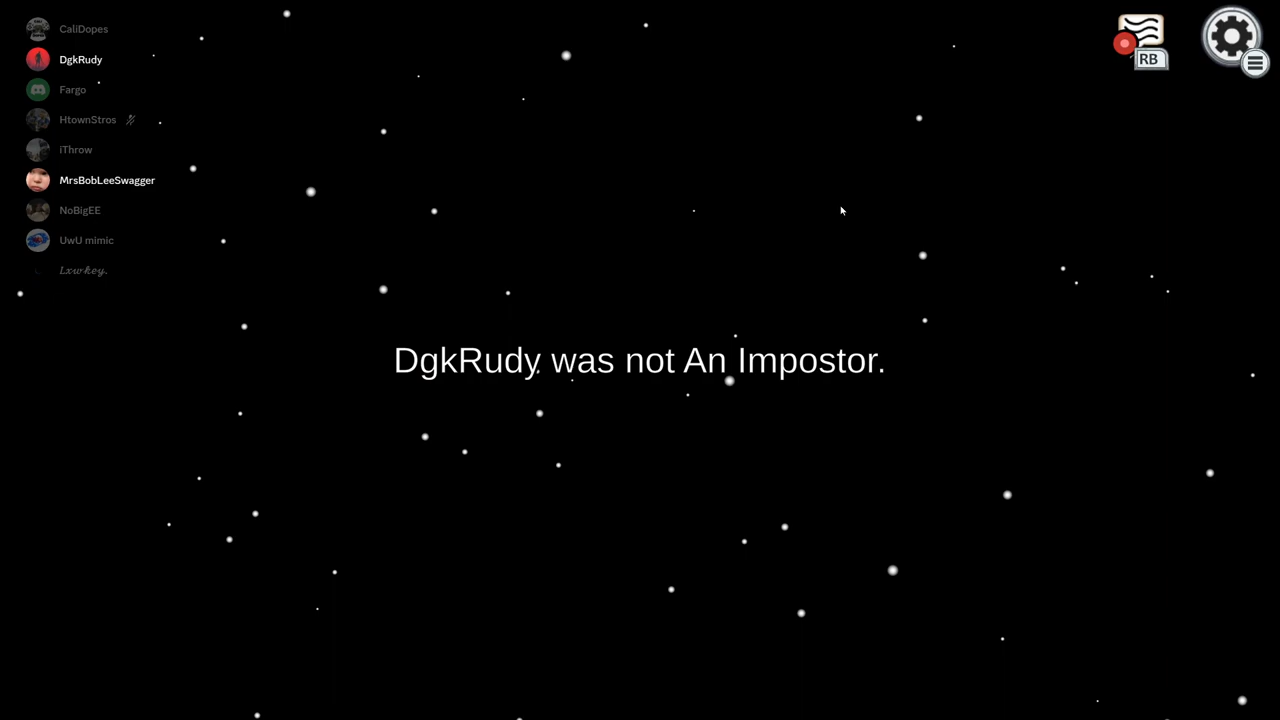 CaliDopes
DgkRudy
Fargo
HtownStros
iThrow
MrsBobLeeSwagger
NoBigEE
UwU mimic
Lxwkey.
RB
DgkRudy was not An Impostor.